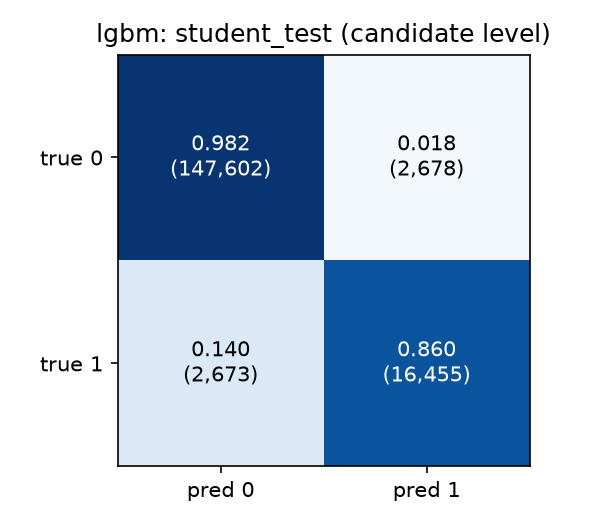 lgbm: student_test (candidate level)
true 0
0.982
(147,602)
0.018
(2,678)
true 1
0.140
(2,673)
0.860
(16,455)
pred 0
pred 1